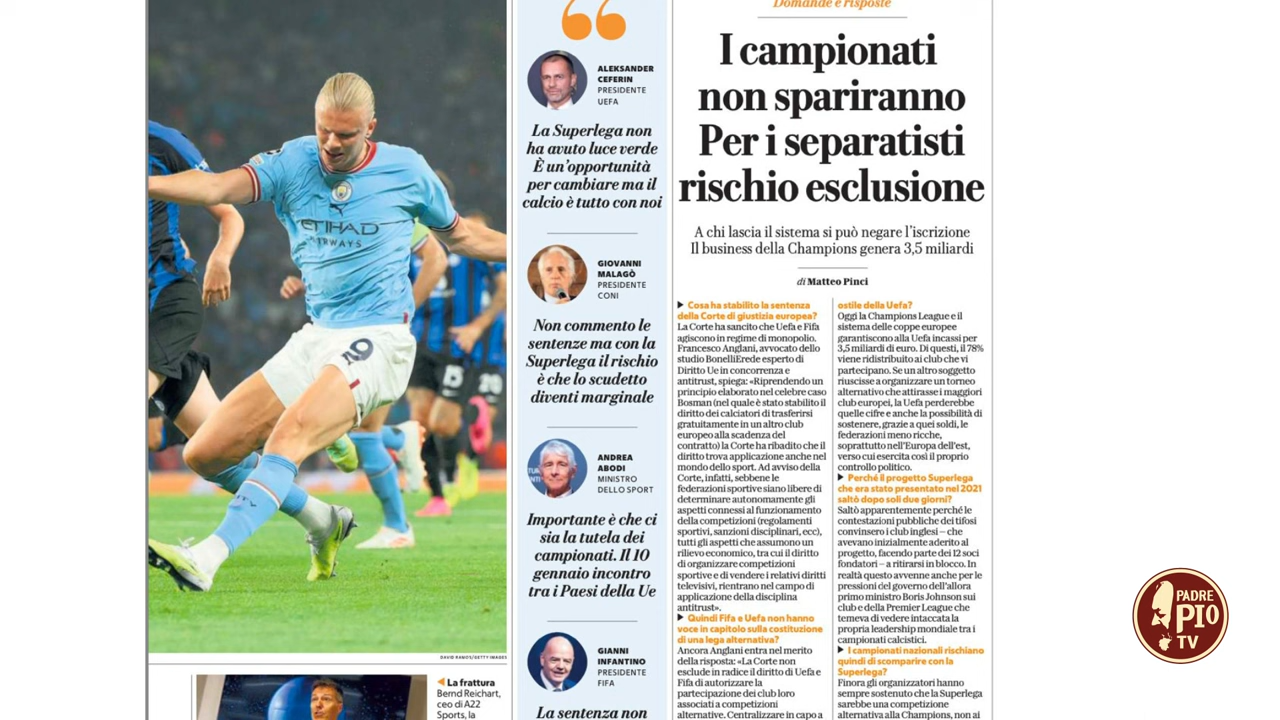 ETIHAD
AIRWAYS
9
15
20
DAVID RAMOS/GETTY IMAGES
La frattura
Bernd Reichart,
ceo di A22
Sports, la
ALEKSANDER
CEFERIN
PRESIDENTE
UEFA
La Superlega non
ha avuto luce verde
È un'opportunità
per cambiare ma il
calcio è tutto con noi
GIOVANNI
MALAGÒ
PRESIDENTE
CONI
Non commento le
sentenze ma con la
Superlega il rischio
è che lo scudetto
diventi marginale
ANDREA
ABODI
MINISTRO
DELLO SPORT
Importante è che ci
sia la tutela dei
campionati. Il 10
gennaio incontro
tra i Paesi della Ue
GIANNI
INFANTINO
PRESIDENTE
FIFA
La sentenza non
Domande e risposte
I campionati
non spariranno
Per i separatisti
rischio esclusione
A chi lascia il sistema si può negare l'iscrizione
Il business della Champions genera 3,5 miliardi
di Matteo Pinci
Cosa ha stabilito la sentenza
della Corte di giustizia europea?
La Corte ha sancito che Uefa e Fifa
agiscono in regime di monopolio.
Francesco Anglani, avvocato dello
studio BonelliErede esperto di
Diritto Ue in concorrenza e
antitrust, spiega: «Riprendendo un
principio elaborato nel celebre caso
Bosman (nel quale è stato stabilito il
diritto dei calciatori di trasferirsi
gratuitamente in un altro club
europeo alla scadenza del
contratto) la Corte ha ribadito che il
diritto trova applicazione anche nel
mondo dello sport. Ad avviso della
Corte, infatti, sebbene le
federazioni sportive siano libere di
determinare autonomamente gli
aspetti connessi al funzionamento
della competizioni (regolamenti
sportivi, sanzioni disciplinari, ecc),
tutti gli aspetti che assumono un
rilievo economico, tra cui il diritto
di organizzare competizioni
sportive e di vendere i relativi diritti
televisivi, rientrano nel campo di
applicazione della disciplina
antitrust».
Quindi Fifa e Uefa non hanno
voce in capitolo sulla costituzione
di una lega alternativa?
Ancora Anglani entra nel merito
della risposta: «La Corte non
esclude in radice il diritto di Uefa e
Fifa di autorizzare la
partecipazione dei club loro
associati a competizioni
alternative. Centralizzare in capo a
ostile della Uefa?
Oggi la Champions League e il
sistema delle coppe europee
garantiscono alla Uefa incassi per
3,5 miliardi di euro. Di questi, il 78%
viene ridistribuito ai club che vi
partecipano. Se un altro soggetto
riuscisse a organizzare un torneo
alternativo che attirasse i maggiori
club europei, la Uefa perderebbe
quelle cifre e anche la possibilità di
sostenere, grazie a quei soldi, le
federazioni meno ricche,
soprattutto nell'Europa dell'est,
verso cui esercita così il proprio
controllo politico.
Perché il progetto Superlega
che era stato presentato nel 2021
saltò dopo soli due giorni?
Saltò apparentemente perché le
contestazioni pubbliche dei tifosi
convinsero i club inglesi – che
avevano inizialmente aderito al
progetto, facendo parte dei 12 soci
fondatori – a ritirarsi in blocco. In
realtà questo avvenne anche per le
pressioni del governo dell'allora
primo ministro Boris Johnson sui
club e della Premier League che
temeva di vedere intaccata la
propria leadership mondiale tra i
campionati calcistici.
I campionati nazionali rischiano
quindi di scomparire con la
Superlega?
Finora gli organizzatori hanno
sempre sostenuto che la Superlega
sarebbe una competizione
alternativa alla Champions, non ai
PADRE
PIO
TV